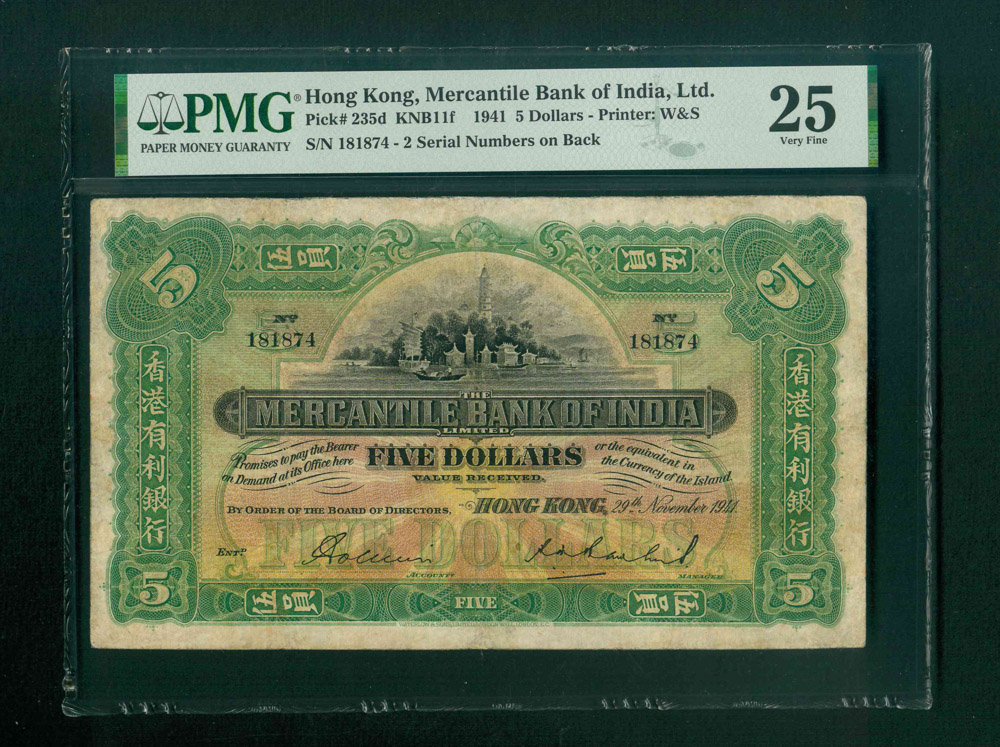 PMG® Hong Kong, Mercantile Bank of India, Ltd.
Pick# 235d KNB11f 1941 5 Dollars - Printer: W&S
S/N 181874 - 2 Serial Numbers on Back
PAPER MONEY GUARANTY
25
Very Fine
5
伍員
員伍
5
No
181874
No
181874
香港有利銀行
香港有利銀行
THE
MERCANTILE BANK OF INDIA
LIMITED
Promises to pay the Bearer
on Demand at its Office here
FIVE DOLLARS
or the equivalent in
the Currency of the Island.
VALUE RECEIVED.
BY ORDER OF THE BOARD OF DIRECTORS,
HONG KONG, 29th November 1941.
FIVE DOLLARS
ENTD
ACCOUNTT
MANAGER
5
伍員
FIVE
員伍
5